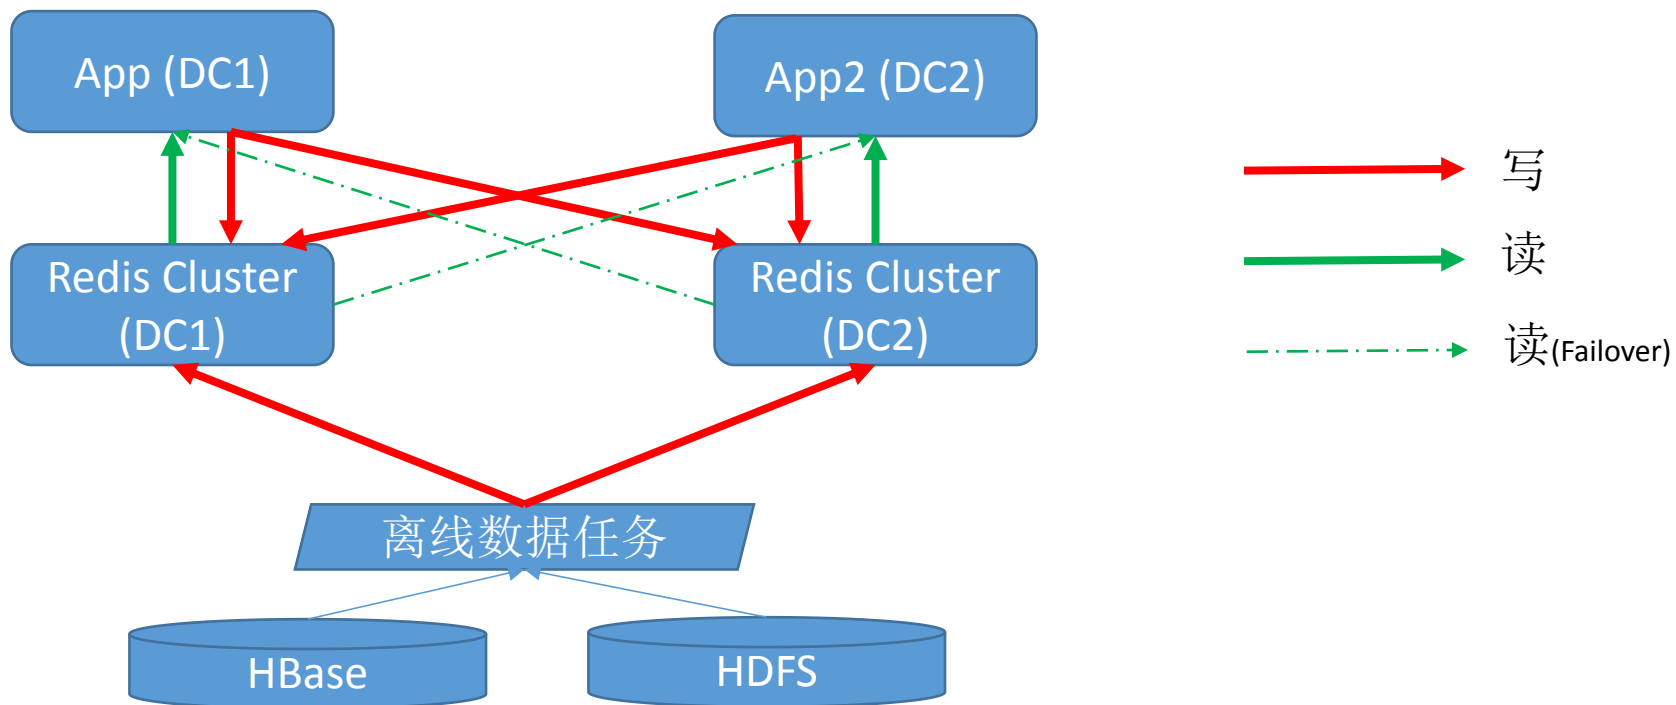 App (DC1)
App2 (DC2)
Redis Cluster
(DC1)
Redis Cluster
(DC2)
离线数据任务
HBase
HDFS
写
读
读(Failover)